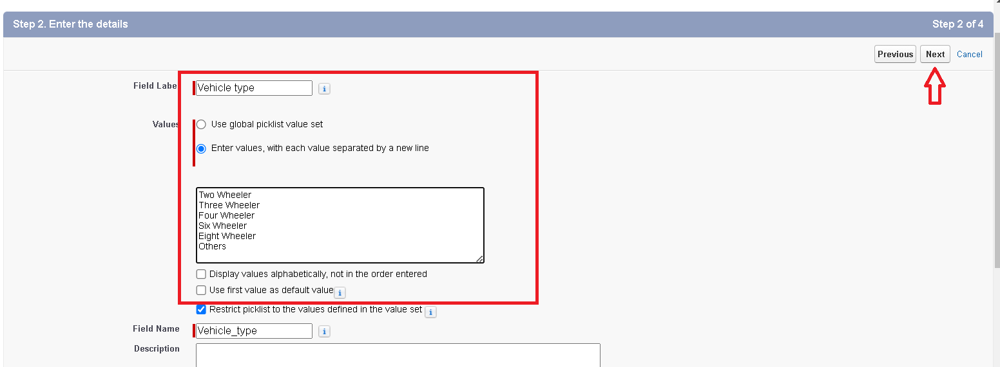 Step 2. Enter the details Step 2 of 4
Previous Next Cancel
Field Labe Vehicle type i
Values Use global picklist value set
Enter values, with each value separated by a new line
Two Wheeler
Three Wheeler
Four Wheeler
Six Wheeler
Eight Wheeler
Others
Display values alphabetically, not in the order entered
Use first value as default value i
Restrict picklist to the values defined in the value set i
Field Name Vehicle_type i
Description